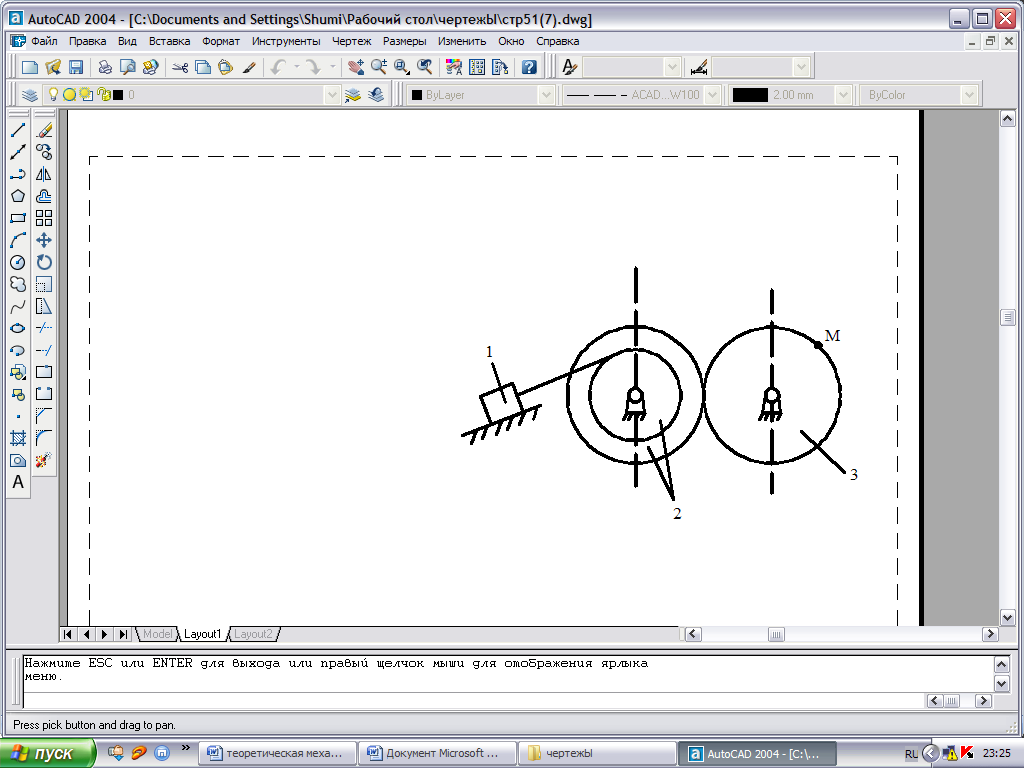 AutoCAD 2004 - [C:\Documents and Settings\Shumi\Рабочий стол\чертежЫ\стр51(7).dwg]
Файл Правка Вид Вставка Формат Инструменты Чертеж Размеры Изменить Окно Справка
0 ByLayer ACAD...W100 2.00 mm ByColor
A
M
1
3
2
Model Layout1 Layout2
Нажмите ESC или ENTER для выхода или правый щелчок мыши для отображения ярлыка
меню.
Press pick button and drag to pan.
пуск » теоретическая меха... Документ Microsoft ... чертежЫ AutoCAD 2004 - [C:\... RU 23:25